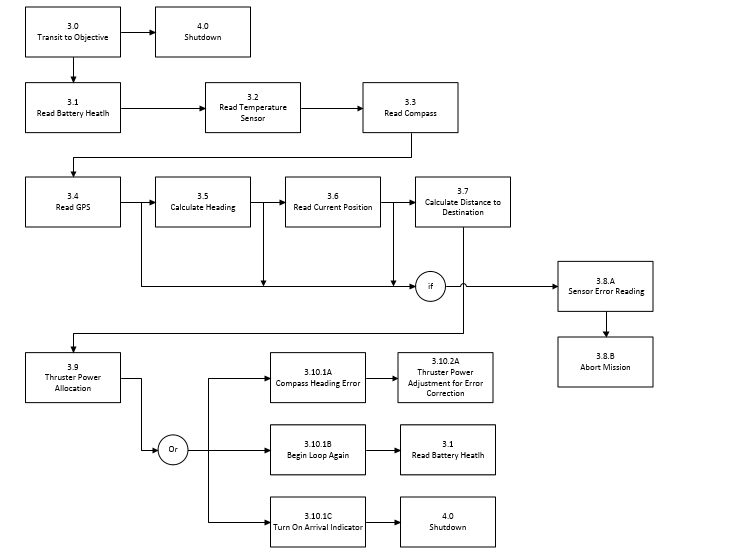 3.0
Transit to Objective
4.0
Shutdown
3.1
Read Battery Heatlh
3.2
Read Temperature
Sensor
3.3
Read Compass
3.4
Read GPS
3.5
Calculate Heading
3.6
Read Current Position
3.7
Calculate Distance to
Destination
if
3.8.A
Sensor Error Reading
3.8.B
Abort Mission
3.9
Thruster Power
Allocation
3.10.1A
Compass Heading Error
3.10.2A
Thruster Power
Adjustment for Error
Correction
Or
3.10.1B
Begin Loop Again
3.1
Read Battery Heatlh
3.10.1C
Turn On Arrival Indicator
4.0
Shutdown